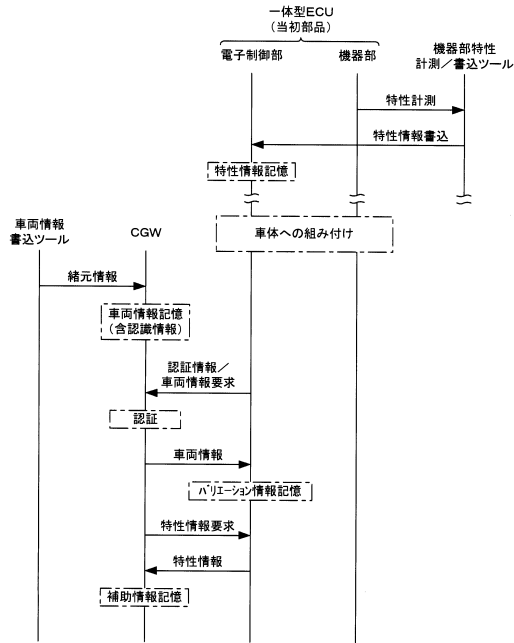 一体型ECU
(当初部品)
電子制御部
機器部
機器部特性
計測/書込ツール
特性計測
特性情報書込
特性情報記憶
車体への組み付け
車両情報
書込ツール
CGW
緒元情報
車両情報記憶
(含認識情報)
認証情報/
車両情報要求
認証
車両情報
バリエーション情報記憶
特性情報要求
特性情報
補助情報記憶